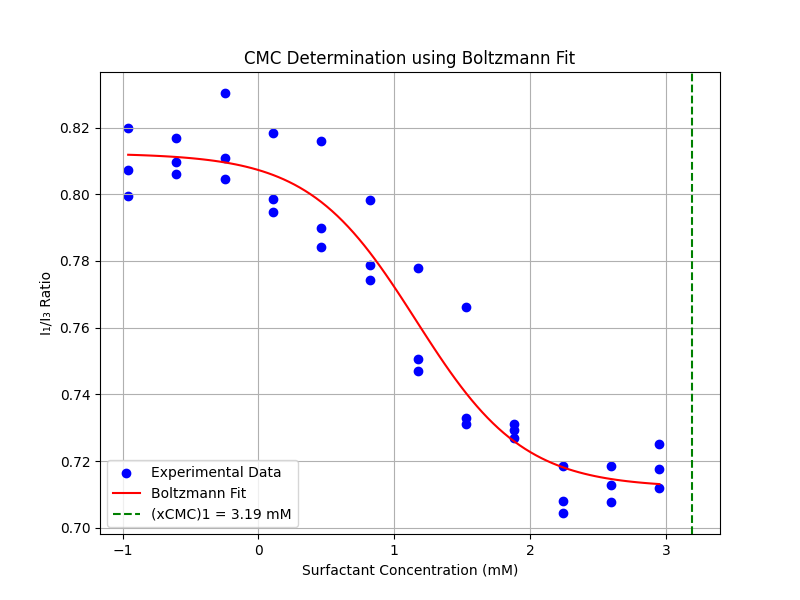 CMC Determination using Boltzmann Fit
I₁/I₃ Ratio
0.82
0.80
0.78
0.76
0.74
0.72
0.70
Experimental Data
Boltzmann Fit
(xCMC)1 = 3.19 mM
−1 0 1 2 3
Surfactant Concentration (mM)